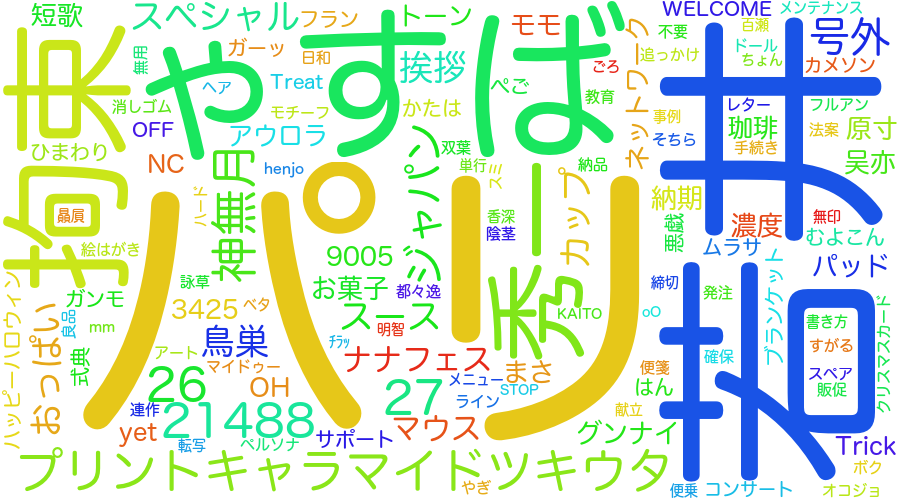 短歌
スペシャル
フラン
トーン
モモ
WELCOME
メンテナンス
拘束
やすば
ガーッ
日和
無用
挨拶
ごろ
ネットワーク
不要
百瀬
号外
追っかけ
ドール
ちょん
カメソン
井
消しゴム
ヘア
Treat
ぺご
教育
OFF
モチーフ
かたは
レター
フルアン
アウロラ
事例
珈琲
法案
原寸
ひまわり
双葉
そちら
手続き
NC
神無月
henjo
ジャパン
単行
納品
呉亦
パーリ
スミ
秀一
カップ
納期
ハード
贔屓
香深
陰茎
悪戯
濃度
無印
むよこん
絵はがき
ムラサ
9005
パッド
ハッピーハロウィン
おっぱい
ガンモ
詠草
お菓子
都々逸
締切
ブランケット
拓
3425
ベタ
発注
クリスマスカード
良品
mm
スース
明智
KAITO
oO
書き方
鳥巣
ﾁﾗｯ
すがる
式典
アート
マイドゥー
ナナフェス
確保
26
OH
まさ
便箋
スペア
メニュー
STOP
はん
販促
連作
21488
27
ライン
献立
yet
転写
ペルソナ
サポート
マウス
グンナイ
Trick
プリントキャラマイドツキウタ
ボク
やぎ
便乗
コンサート
オコジョ